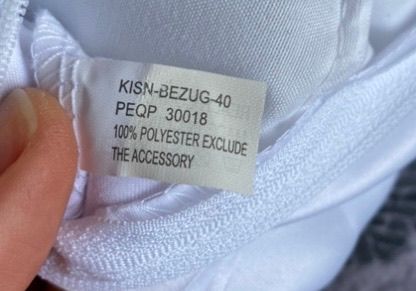 KISN-BEZUG-40
PEQP 30018
100% POLYESTER EXCLUDE
THE ACCESSORY